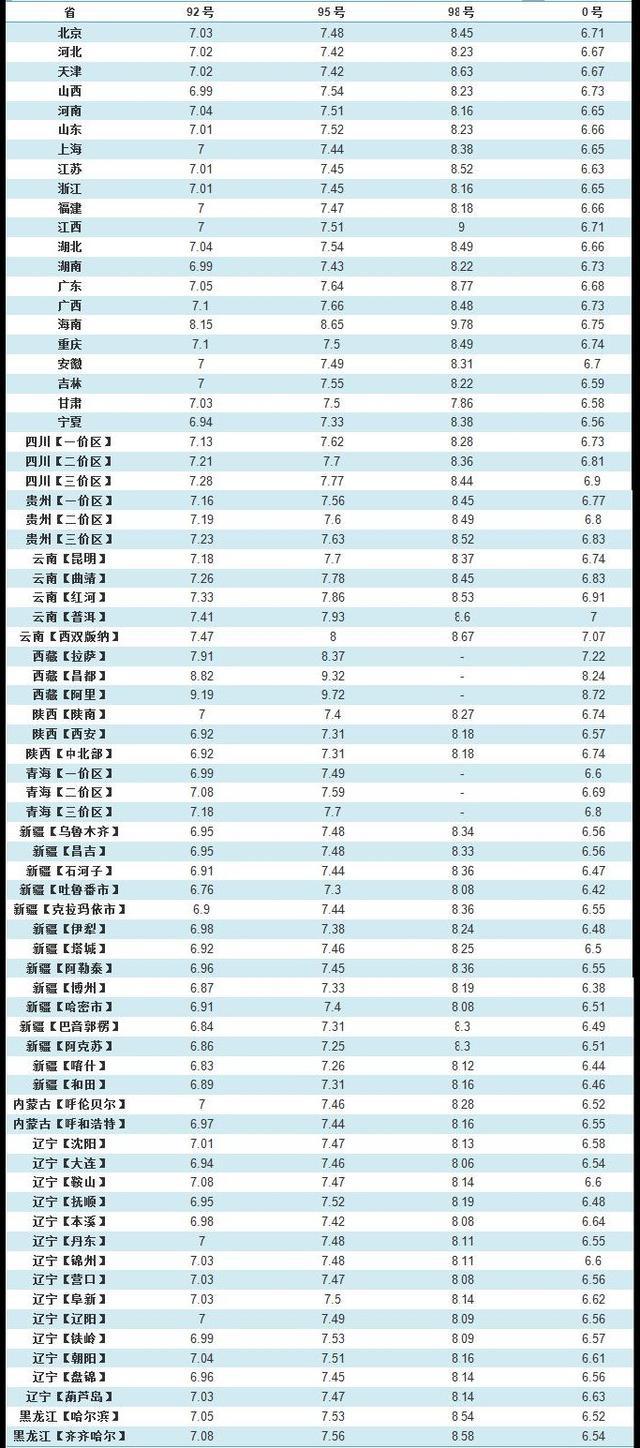 省 92号 95号 98号 0号
北京 7.03 7.48 8.45 6.71
河北 7.02 7.42 8.23 6.67
天津 7.02 7.42 8.63 6.67
山西 6.99 7.54 8.23 6.73
河南 7.04 7.51 8.16 6.65
山东 7.01 7.52 8.23 6.66
上海 7 7.44 8.38 6.65
江苏 7.01 7.45 8.52 6.63
浙江 7.01 7.45 8.16 6.65
福建 7 7.47 8.18 6.66
江西 7 7.51 9 6.71
湖北 7.04 7.54 8.49 6.66
湖南 6.99 7.43 8.22 6.73
广东 7.05 7.64 8.77 6.68
广西 7.1 7.66 8.48 6.73
海南 8.15 8.65 9.78 6.75
重庆 7.1 7.5 8.49 6.74
安徽 7 7.49 8.31 6.7
吉林 7 7.55 8.22 6.59
甘肃 7.03 7.5 7.86 6.58
宁夏 6.94 7.33 8.38 6.56
四川【一价区】 7.13 7.62 8.28 6.73
四川【二价区】 7.21 7.7 8.36 6.81
四川【三价区】 7.28 7.77 8.44 6.9
贵州【一价区】 7.16 7.56 8.45 6.77
贵州【二价区】 7.19 7.6 8.49 6.8
贵州【三价区】 7.23 7.63 8.52 6.83
云南【昆明】 7.18 7.7 8.37 6.74
云南【曲靖】 7.26 7.78 8.45 6.83
云南【红河】 7.33 7.86 8.53 6.91
云南【普洱】 7.41 7.93 8.6 7
云南【西双版纳】 7.47 8 8.67 7.07
西藏【拉萨】 7.91 8.37 - 7.22
西藏【昌都】 8.82 9.32 - 8.24
西藏【阿里】 9.19 9.72 - 8.72
陕西【陕南】 7 7.4 8.27 6.74
陕西【西安】 6.92 7.31 8.18 6.57
陕西【中北部】 6.92 7.31 8.18 6.74
青海【一价区】 6.99 7.49 - 6.6
青海【二价区】 7.08 7.59 - 6.69
青海【三价区】 7.18 7.7 - 6.8
新疆【乌鲁木齐】 6.95 7.48 8.34 6.56
新疆【昌吉】 6.95 7.48 8.33 6.56
新疆【石河子】 6.91 7.44 8.36 6.47
新疆【吐鲁番市】 6.76 7.3 8.08 6.42
新疆【克拉玛依市】 6.9 7.44 8.36 6.55
新疆【伊犁】 6.98 7.38 8.24 6.48
新疆【塔城】 6.92 7.46 8.25 6.5
新疆【阿勒泰】 6.96 7.45 8.36 6.55
新疆【博州】 6.87 7.33 8.19 6.38
新疆【哈密市】 6.91 7.4 8.08 6.51
新疆【巴音郭楞】 6.84 7.31 8.3 6.49
新疆【阿克苏】 6.86 7.25 8.3 6.51
新疆【喀什】 6.83 7.26 8.12 6.44
新疆【和田】 6.89 7.31 8.16 6.46
内蒙古【呼伦贝尔】 7 7.46 8.28 6.52
内蒙古【呼和浩特】 6.97 7.44 8.16 6.55
辽宁【沈阳】 7.01 7.47 8.13 6.58
辽宁【大连】 6.94 7.46 8.06 6.54
辽宁【鞍山】 7.08 7.47 8.14 6.6
辽宁【抚顺】 6.95 7.52 8.19 6.48
辽宁【本溪】 6.98 7.42 8.08 6.64
辽宁【丹东】 7 7.48 8.11 6.55
辽宁【锦州】 7.03 7.48 8.11 6.6
辽宁【营口】 7.03 7.47 8.08 6.56
辽宁【阜新】 7.03 7.5 8.14 6.62
辽宁【辽阳】 7 7.49 8.09 6.56
辽宁【铁岭】 6.99 7.53 8.09 6.57
辽宁【朝阳】 7.04 7.51 8.16 6.61
辽宁【盘锦】 6.96 7.45 8.14 6.56
辽宁【葫芦岛】 7.03 7.47 8.14 6.63
黑龙江【哈尔滨】 7.05 7.53 8.54 6.52
黑龙江【齐齐哈尔】 7.08 7.56 8.58 6.54